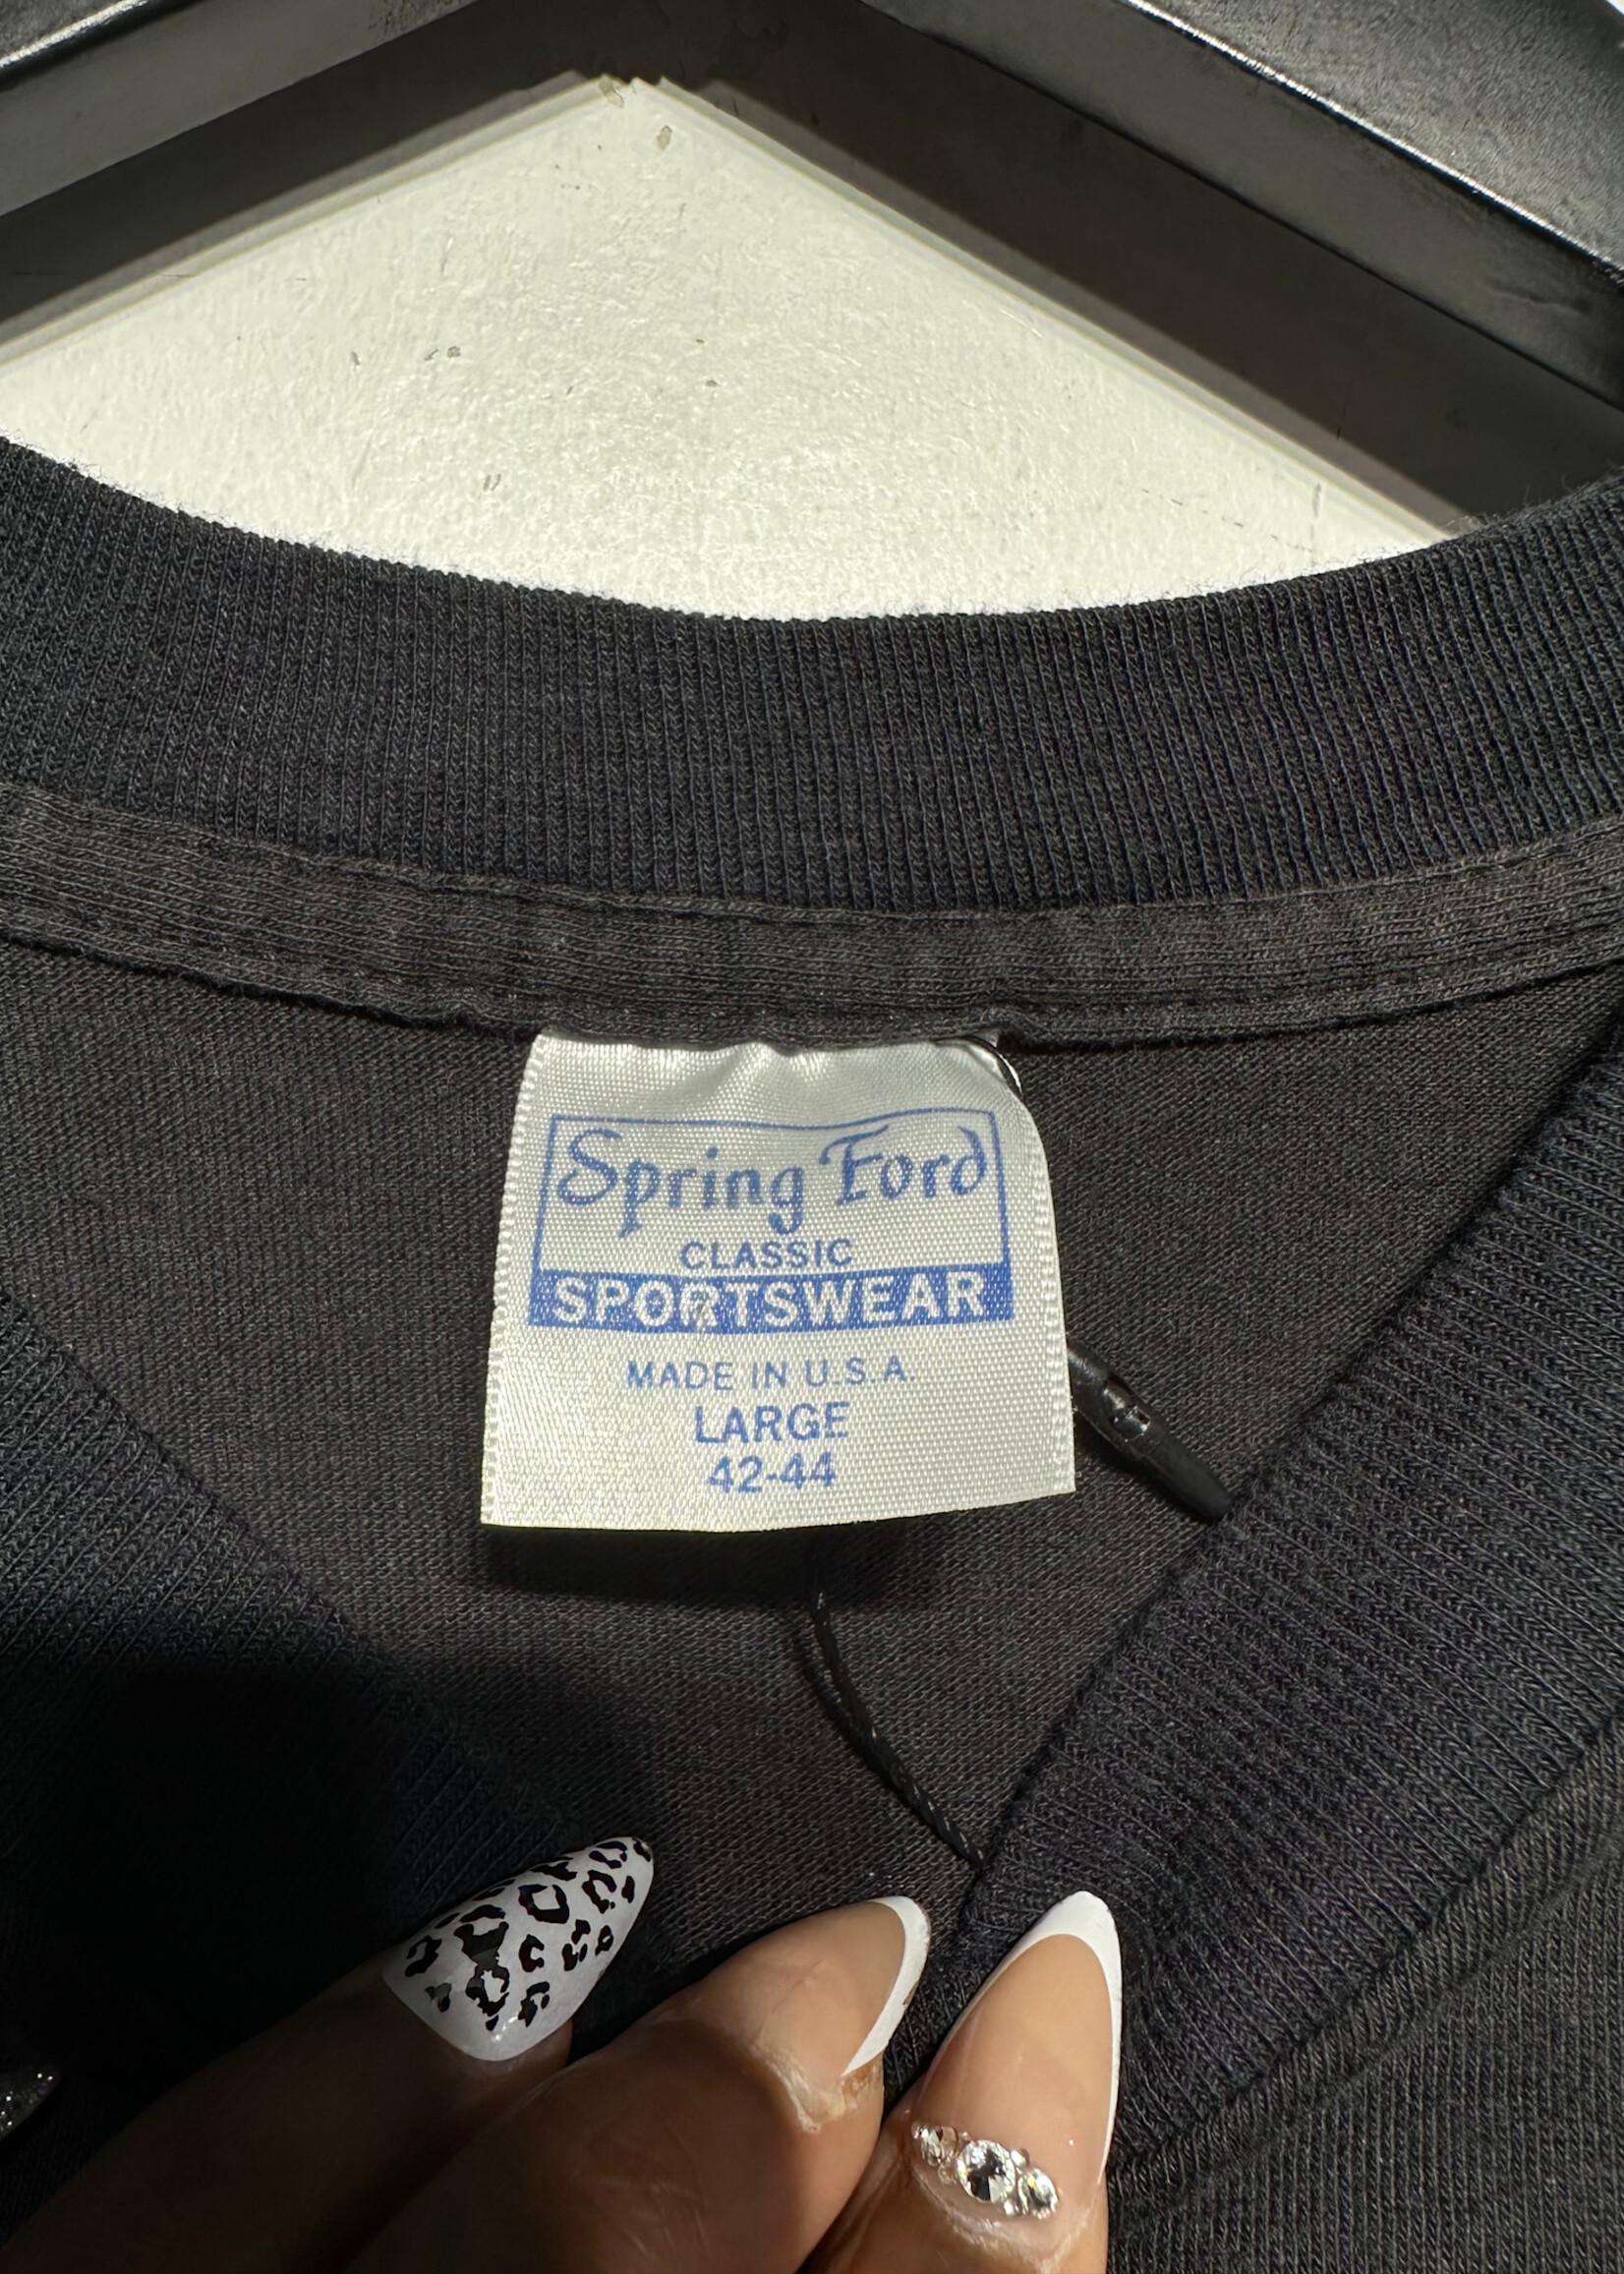 Spring Ford
CLASSIC
SPORTSWEAR
MADE IN U.S.A.
LARGE
42-44